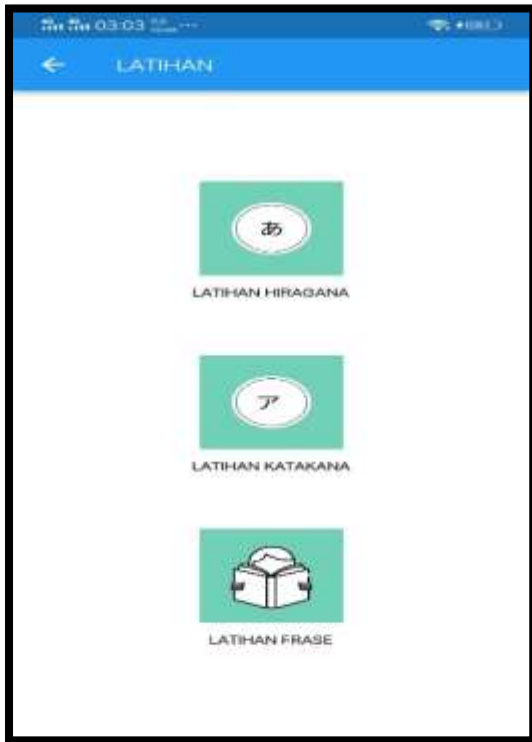 03:03
LATIHAN
あ
LATIHAN HIRAGANA
ア
LATIHAN KATAKANA
LATIHAN FRASE